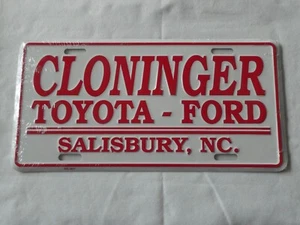 CLONINGER
TOYOTA - FORD
SALISBURY, NC.